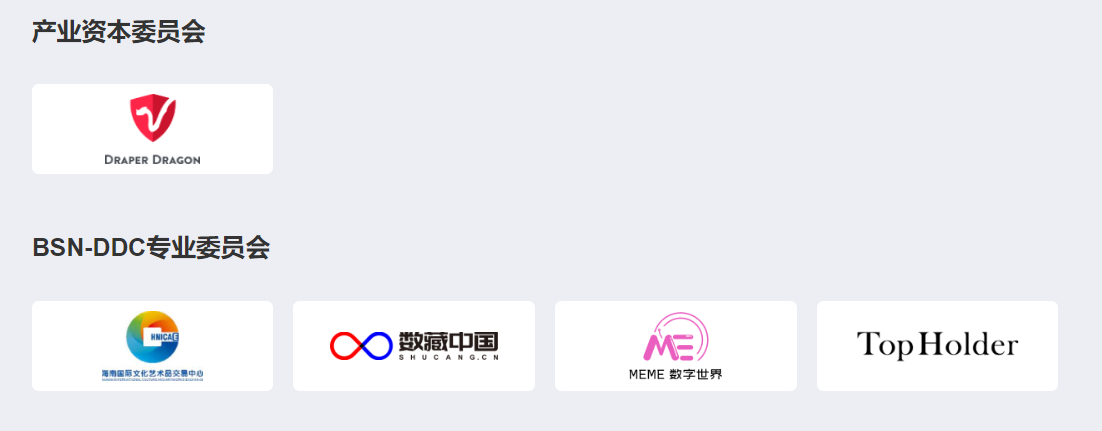 产业资本委员会
DRAPER DRAGON
BSN-DDC专业委员会
HNICAE
海南国际文化艺术品交易中心
数藏中国
SHUCANG.CN
ME
MEME 数字世界
TopHolder